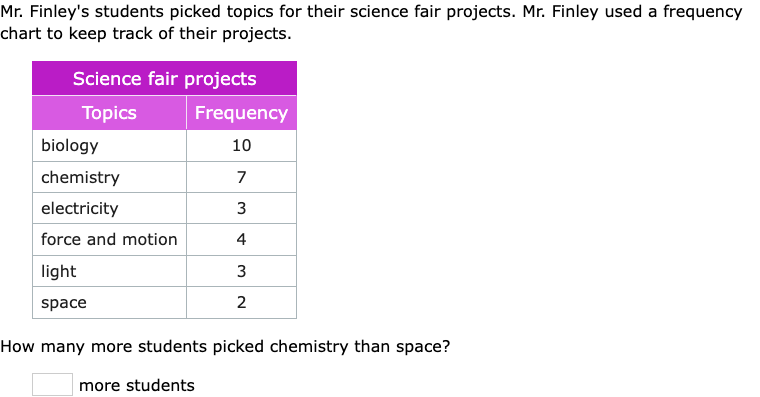 Mr. Finley's students picked topics for their science fair projects. Mr. Finley used a frequency
chart to keep track of their projects.
Science fair projects
Topics Frequency
biology 10
chemistry 7
electricity 3
force and motion 4
light 3
space 2
How many more students picked chemistry than space?
more students